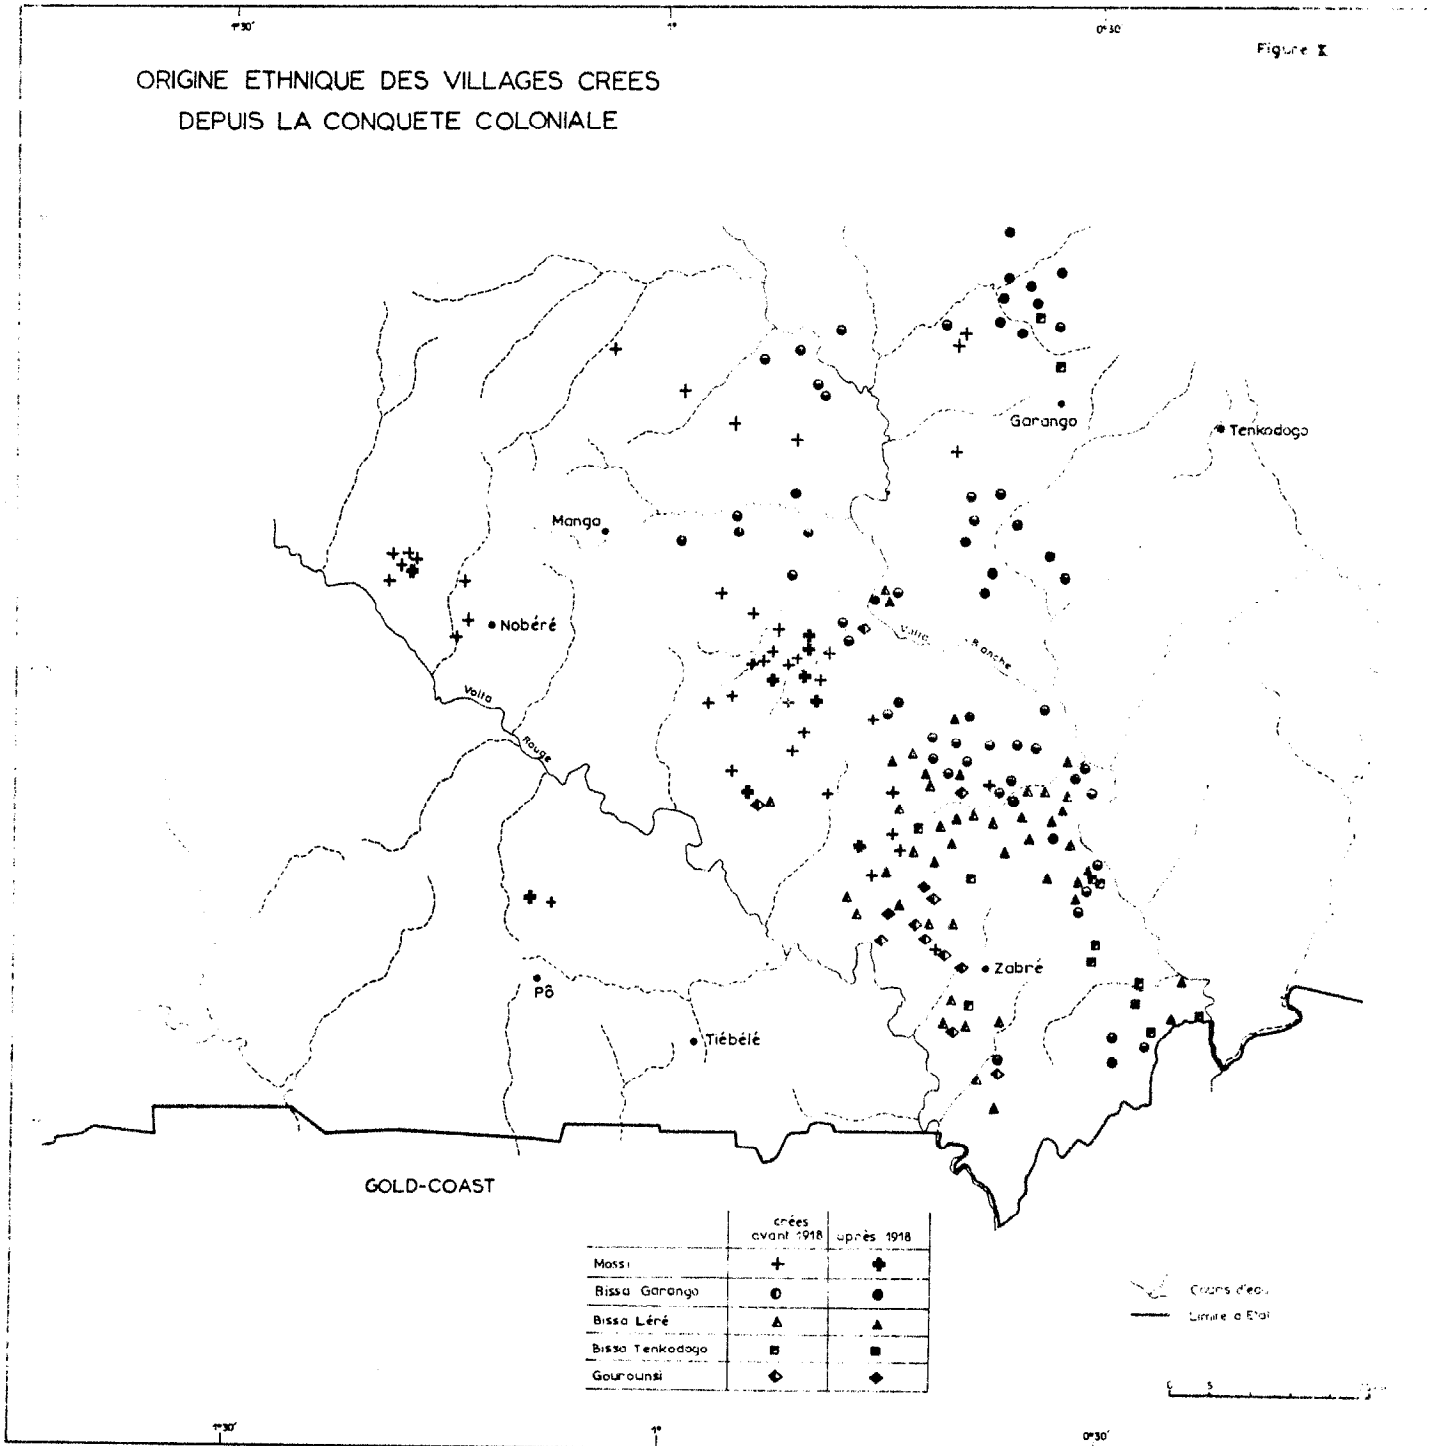 1°30'
1°
0°30'
Figure X
ORIGINE ETHNIQUE DES VILLAGES CREES
DEPUIS LA CONQUETE COLONIALE
Garango
Tenkodogo
Manga
Nobéré
Volta Blanche
Volta Rouge
Zabré
Pô
Tiébélé
GOLD-COAST
crées
avant 1918 après 1918
Mossi
Bissa Garango
Bissa Léré
Bissa Tenkodogo
Gourounsi
Cours d'eau
Limite d'Etat
0 5
1°30'
1°
0°30'